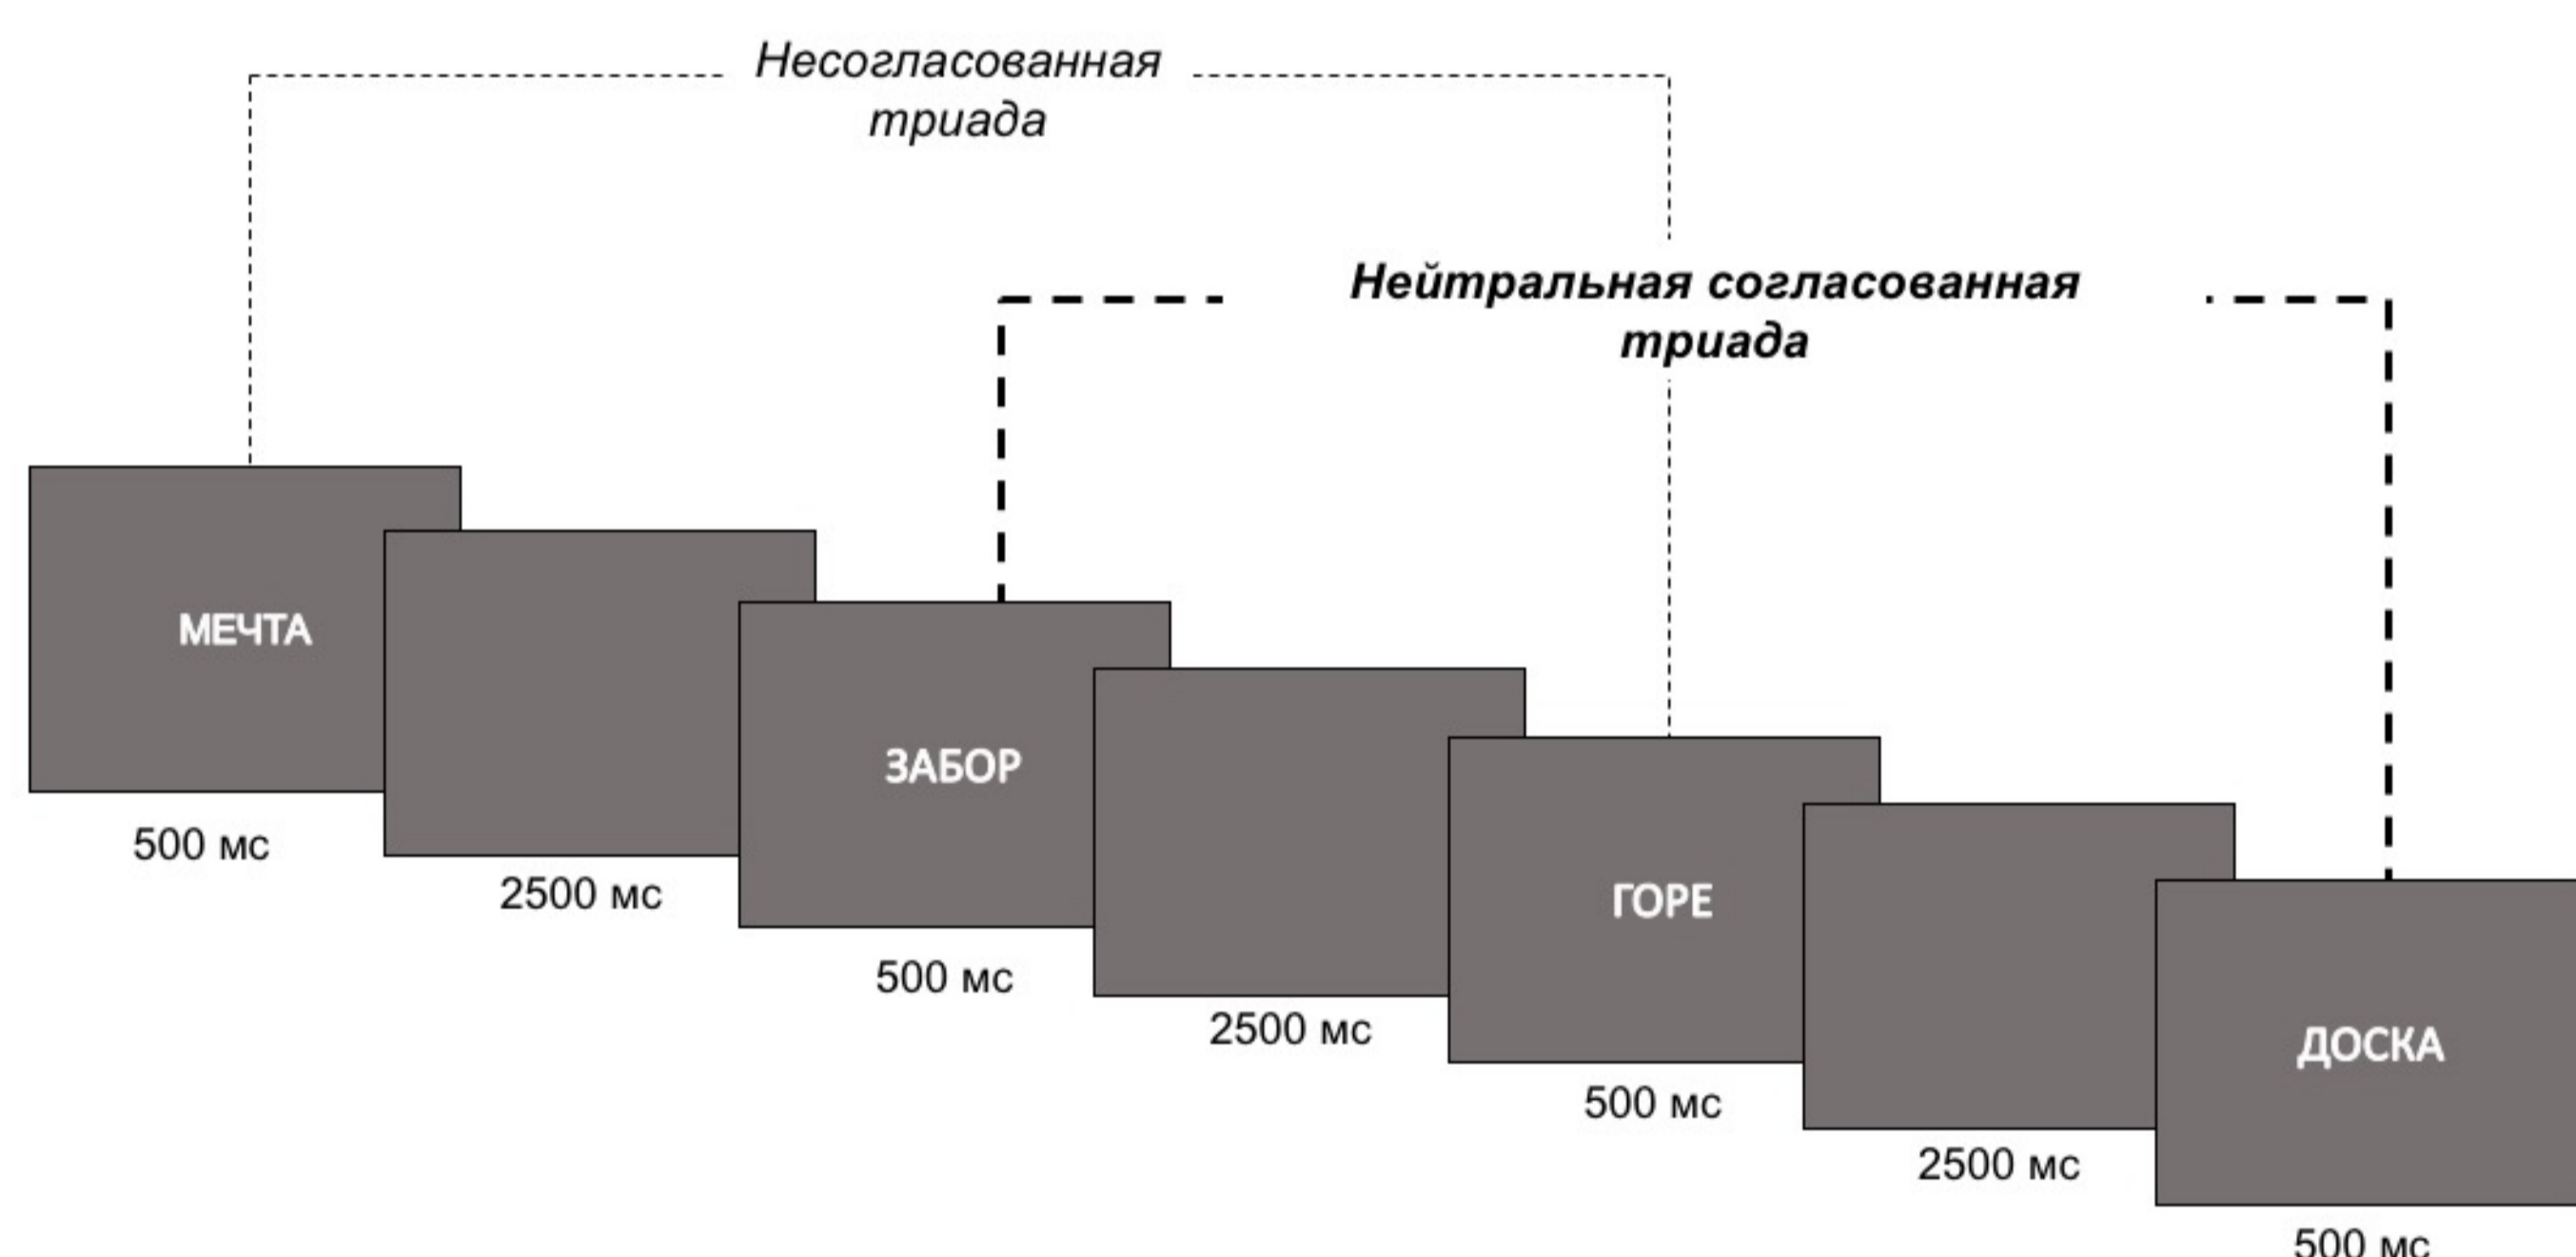 Несогласованная
триада
Нейтральная согласованная
триада
МЕЧТА
500 мс
2500 мс
ЗАБОР
500 мс
2500 мс
ГОРЕ
500 мс
2500 мс
ДОСКА
500 мс